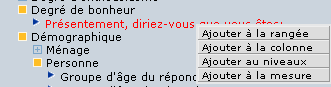 Degré de bonheur
Présentement, diriez-vous que vous êtes:
Démographique
Ménage
Personne
Groupe d'âge du répond
Ajouter à la rangée
Ajouter à la colonne
Ajouter au niveaux
Ajouter à la mesure